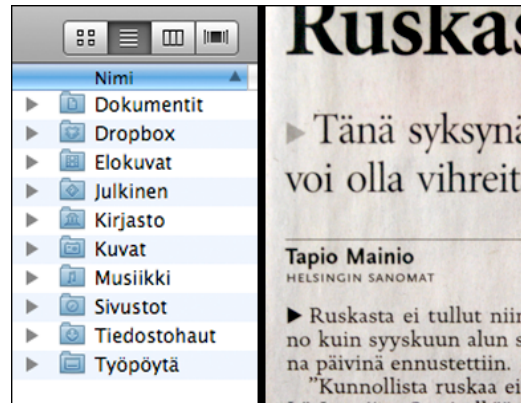 Nimi
Dokumentit
Dropbox
Elokuvat
Julkinen
Kirjasto
Kuvat
Musiikki
Sivustot
Tiedostohaut
Työpöytä
Ruskas
Tänä syksynä
voi olla vihreit
Tapio Mainio
HELSINGIN SANOMAT
Ruskasta ei tullut niin
no kuin syyskuun alun s
na päivinä ennustettiin.
"Kunnollista ruskaa ei